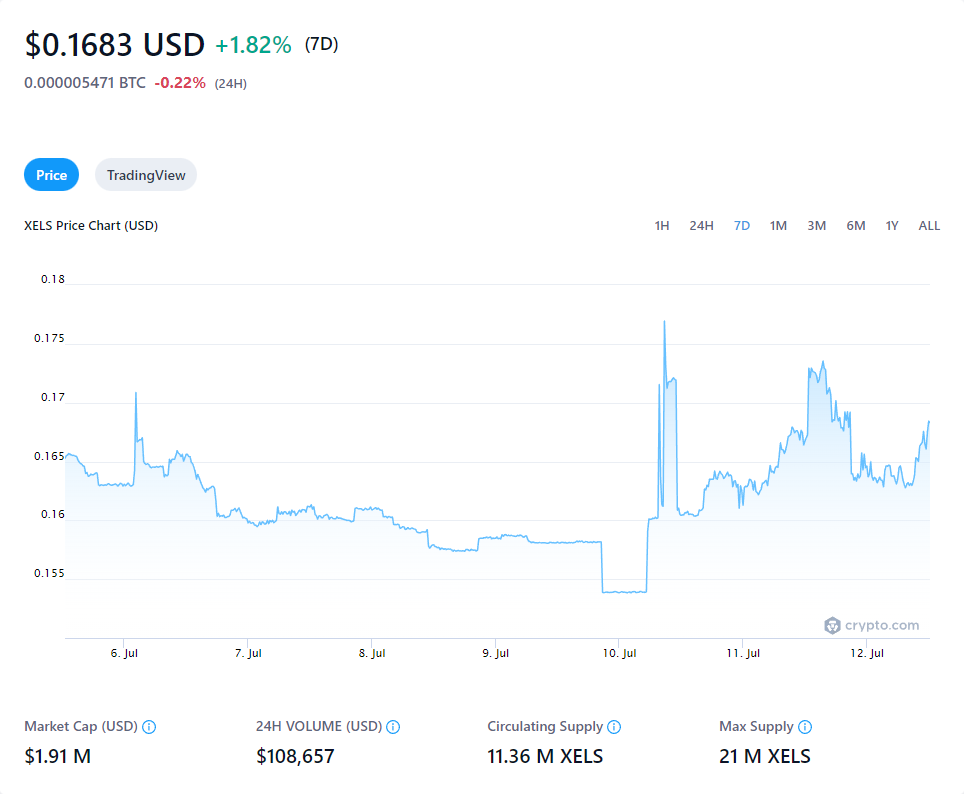 $0.1683 USD +1.82% (7D)
0.000005471 BTC -0.22% (24H)
Price TradingView
XELS Price Chart (USD) 1H 24H 7D 1M 3M 6M 1Y ALL
0.18
0.175
0.17
0.165
0.16
0.155
crypto.com
6. Jul 7. Jul 8. Jul 9. Jul 10. Jul 11. Jul 12. Jul
Market Cap (USD) 24H VOLUME (USD) Circulating Supply Max Supply
$1.91 M $108,657 11.36 M XELS 21 M XELS